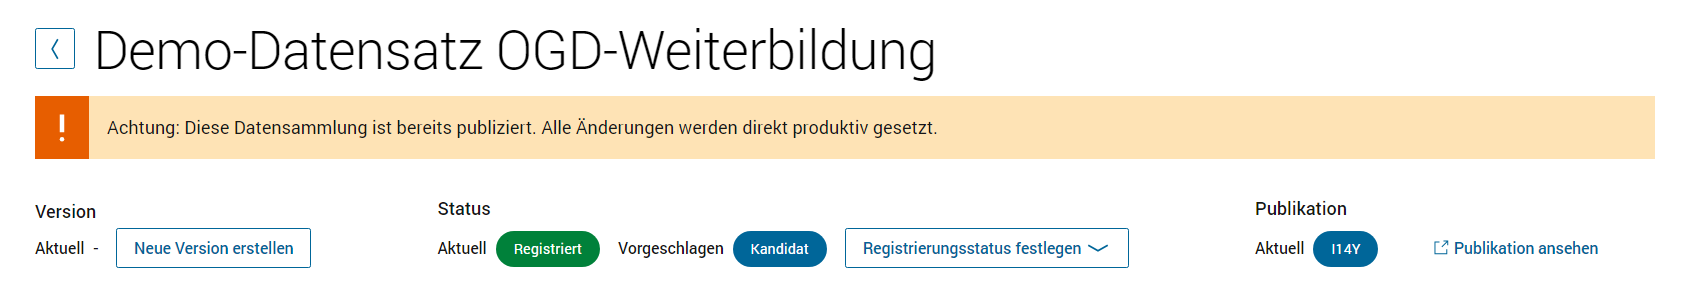 Demo-Datensatz OGD-Weiterbildung
! Achtung: Diese Datensammlung ist bereits publiziert. Alle Änderungen werden direkt produktiv gesetzt.
Version
Aktuell - Neue Version erstellen
Status
Aktuell Registriert Vorgeschlagen Kandidat Registrierungsstatus festlegen
Publikation
Aktuell I14Y Publikation ansehen